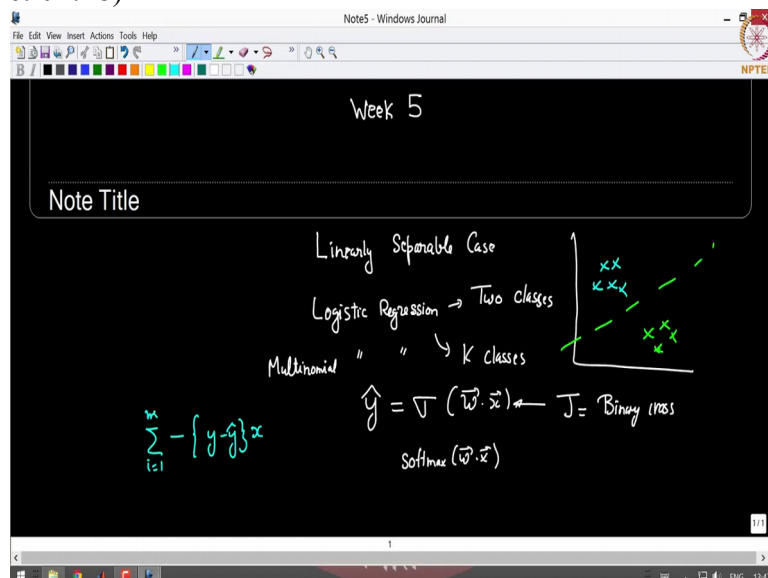 Note5 - Windows Journal
File Edit View Insert Actions Tools Help
B I
NPTEL
Week 5
Note Title
Linearly Separable Case
Logistic Regression → Two classes
Multinomial " " ↘ K classes
ŷ = σ (w⃗.x⃗) ← J = Binary cross
m
∑ - {y-ŷ}x
i=1
Softmax (w⃗.x⃗)
1/1
1
ENG